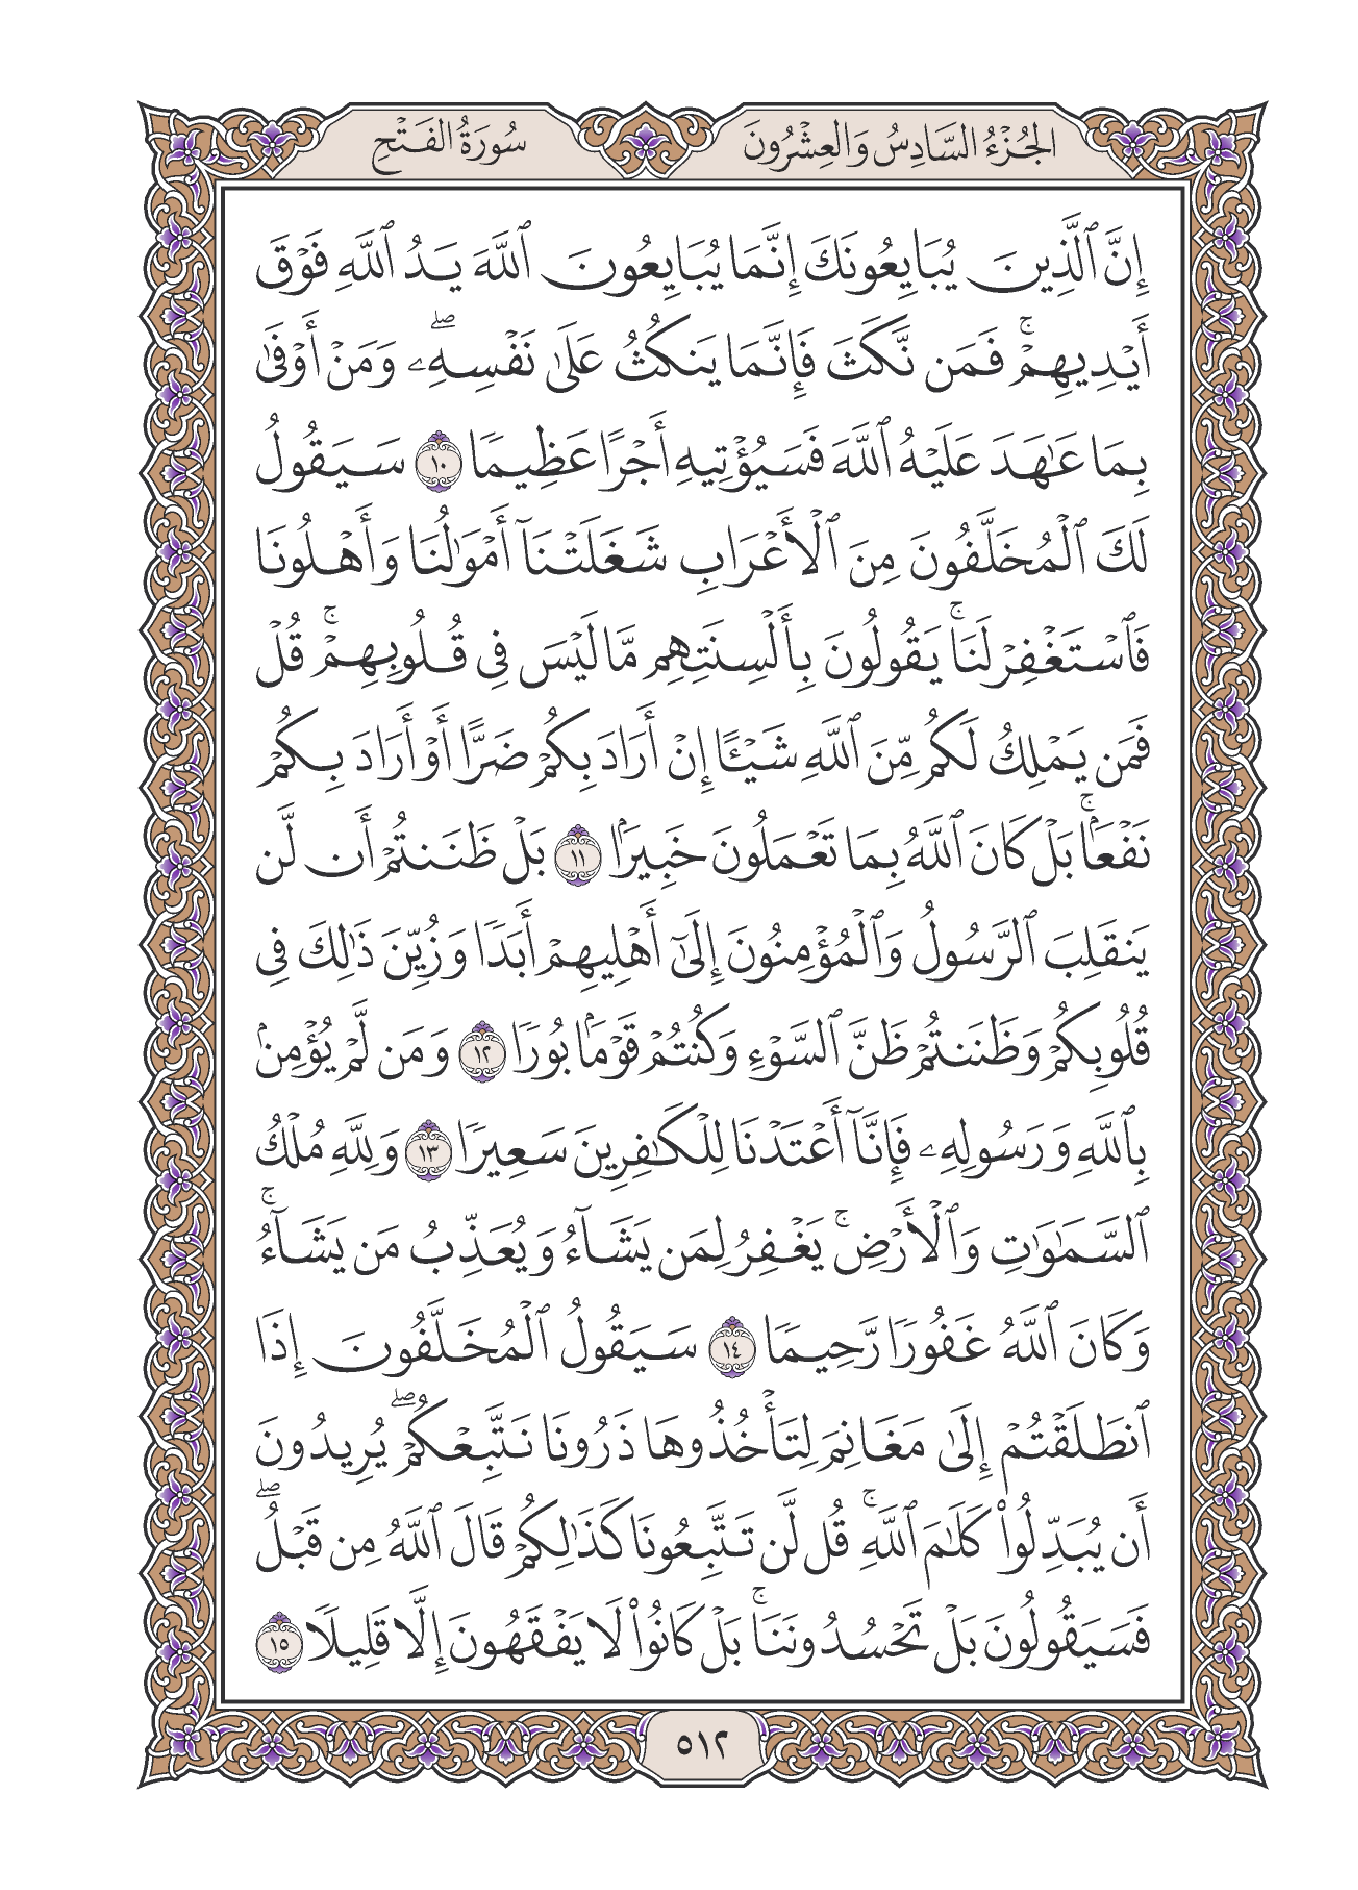 الجُزْءُ السَّادِسُ وَالعِشْرُونَ
سُورَةُ الفَتْحِ
إِنَّ ٱلَّذِينَ يُبَايِعُونَكَ إِنَّمَا يُبَايِعُونَ ٱللَّهَ يَدُ ٱللَّهِ فَوْقَ
أَيْدِيهِمْۚ فَمَن نَّكَثَ فَإِنَّمَا يَنكُثُ عَلَىٰ نَفْسِهِۦۖ وَمَنْ أَوْفَىٰ
بِمَا عَٰهَدَ عَلَيْهُ ٱللَّهَ فَسَيُؤْتِيهِ أَجْرًا عَظِيمًا ١٠ سَيَقُولُ
لَكَ ٱلْمُخَلَّفُونَ مِنَ ٱلْأَعْرَابِ شَغَلَتْنَآ أَمْوَٰلُنَا وَأَهْلُونَا
فَٱسْتَغْفِرْ لَنَاۚ يَقُولُونَ بِأَلْسِنَتِهِم مَّا لَيْسَ فِي قُلُوبِهِمْۚ قُلْ
فَمَن يَمْلِكُ لَكُم مِّنَ ٱللَّهِ شَيْـًٔا إِنْ أَرَادَ بِكُمْ ضَرًّا أَوْ أَرَادَ بِكُمْ
نَفْعَۢاۚ بَلْ كَانَ ٱللَّهُ بِمَا تَعْمَلُونَ خَبِيرَۢا ١١ بَلْ ظَنَنتُمْ أَن لَّن
يَنقَلِبَ ٱلرَّسُولُ وَٱلْمُؤْمِنُونَ إِلَىٰٓ أَهْلِيهِمْ أَبَدًا وَزُيِّنَ ذَٰلِكَ فِي
قُلُوبِكُمْ وَظَنَنتُمْ ظَنَّ ٱلسَّوْءِ وَكُنتُمْ قَوْمَۢا بُورًا ١٢ وَمَن لَّمْ يُؤْمِنۢ
بِٱللَّهِ وَرَسُولِهِۦ فَإِنَّآ أَعْتَدْنَا لِلْكَٰفِرِينَ سَعِيرًا ١٣ وَلِلَّهِ مُلْكُ
ٱلسَّمَٰوَٰتِ وَٱلْأَرْضِۚ يَغْفِرُ لِمَن يَشَآءُ وَيُعَذِّبُ مَن يَشَآءُۚ
وَكَانَ ٱللَّهُ غَفُورًا رَّحِيمًا ١٤ سَيَقُولُ ٱلْمُخَلَّفُونَ إِذَا
ٱنطَلَقْتُمْ إِلَىٰ مَغَانِمَ لِتَأْخُذُوهَا ذَرُونَا نَتَّبِعْكُمْۖ يُرِيدُونَ
أَن يُبَدِّلُوا۟ كَلَٰمَ ٱللَّهِۚ قُل لَّن تَتَّبِعُونَا كَذَٰلِكُمْ قَالَ ٱللَّهُ مِن قَبْلُۖ
فَسَيَقُولُونَ بَلْ تَحْسُدُونَنَاۚ بَلْ كَانُوا۟ لَا يَفْقَهُونَ إِلَّا قَلِيلًا ١٥
٥١٢